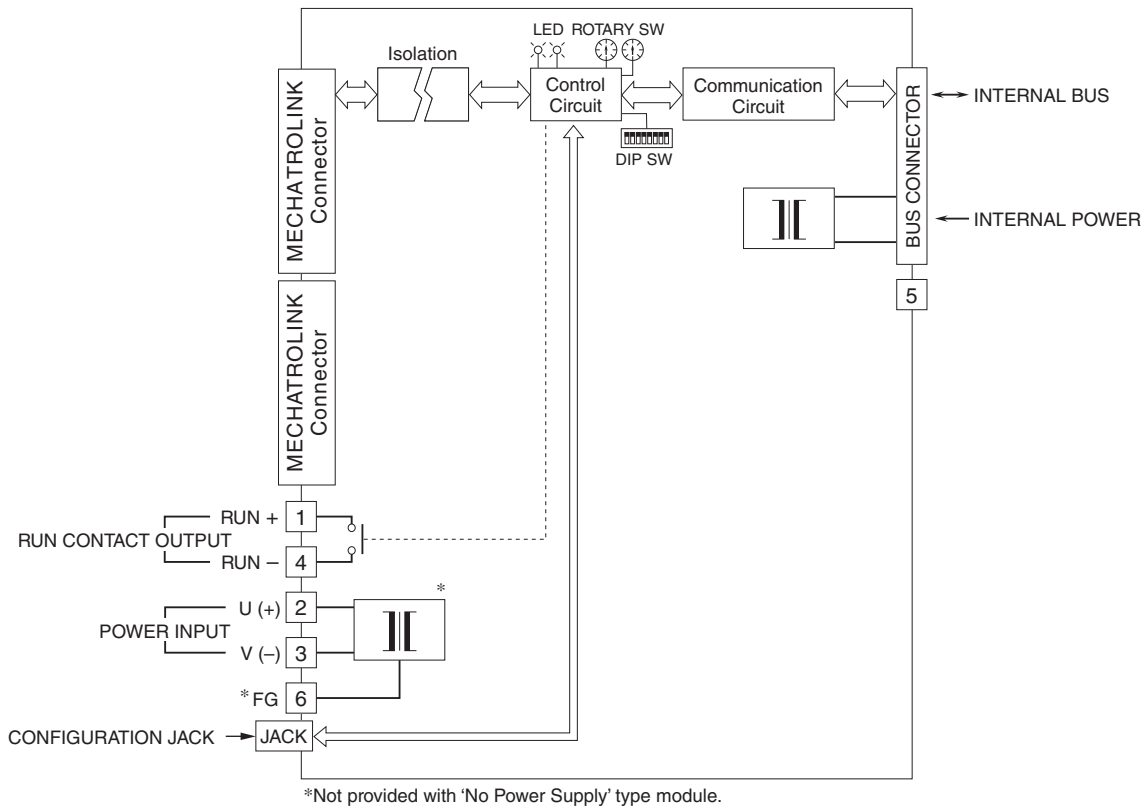 LED ROTARY SW
Isolation
MECHATROLINK
Connector
Control
Circuit
Communication
Circuit
DIP SW
BUS CONNECTOR
INTERNAL BUS
INTERNAL POWER
5
MECHATROLINK
Connector
RUN CONTACT OUTPUT
RUN + 1
RUN – 4
POWER INPUT
U (+) 2
V (–) 3
*
*FG 6
CONFIGURATION JACK JACK
*Not provided with ‘No Power Supply’ type module.